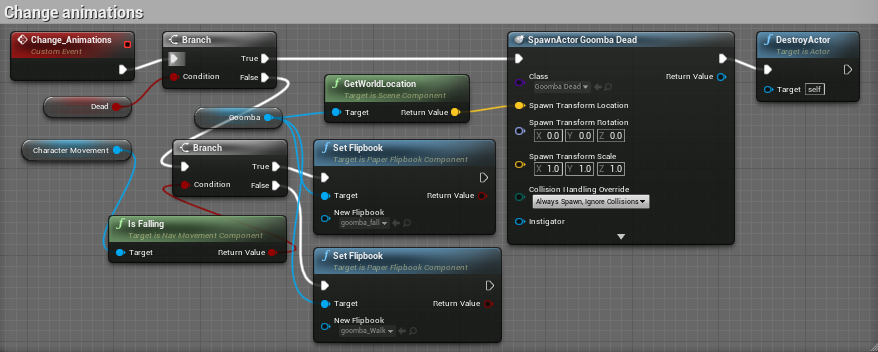 Change animations
Change_Animations
Custom Event
Branch
True
Condition
False
Dead
Goomba
Character Movement
GetWorldLocation
Target is Scene Component
Target
Return Value
Branch
True
Condition
False
Is Falling
Target is Nav Movement Component
Target
Return Value
Set Flipbook
Target is Paper Flipbook Component
Target
Return Value
New Flipbook
goomba_fall
Set Flipbook
Target is Paper Flipbook Component
Target
Return Value
New Flipbook
goomba_Walk
SpawnActor Goomba Dead
Class
Return Value
Goomba Dead
Spawn Transform Location
Spawn Transform Rotation
X 0.0 Y 0.0 Z 0.0
Spawn Transform Scale
X 1.0 Y 1.0 Z 1.0
Collision Handling Override
Always Spawn, Ignore Collisions
Instigator
DestroyActor
Target is Actor
Target self